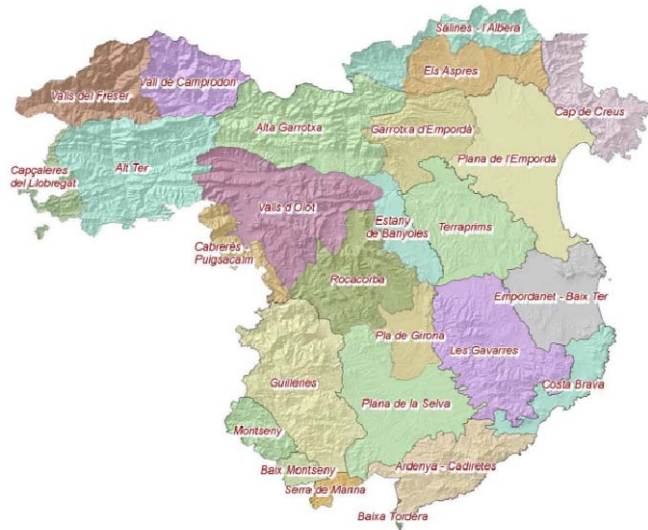 Salines - l'Albera
Els Aspres
Vall de Camprodon
Valls del Freser
Cap de Creus
Alta Garrotxa
Garrotxa d'Empordà
Plana de l'Empordà
Alt Ter
Capçaleres
del Llobregat
Valls d'Olot
Estany
de Banyoles
Terraprims
Cabrerès -
Puigsacalm
Rocacorba
Empordanet - Baix Ter
Pla de Girona
Les Gavarres
Guilleries
Costa Brava
Plana de la Selva
Montseny
Baix Montseny
Ardenya - Cadiretes
Serra de Marina
Baixa Tordera